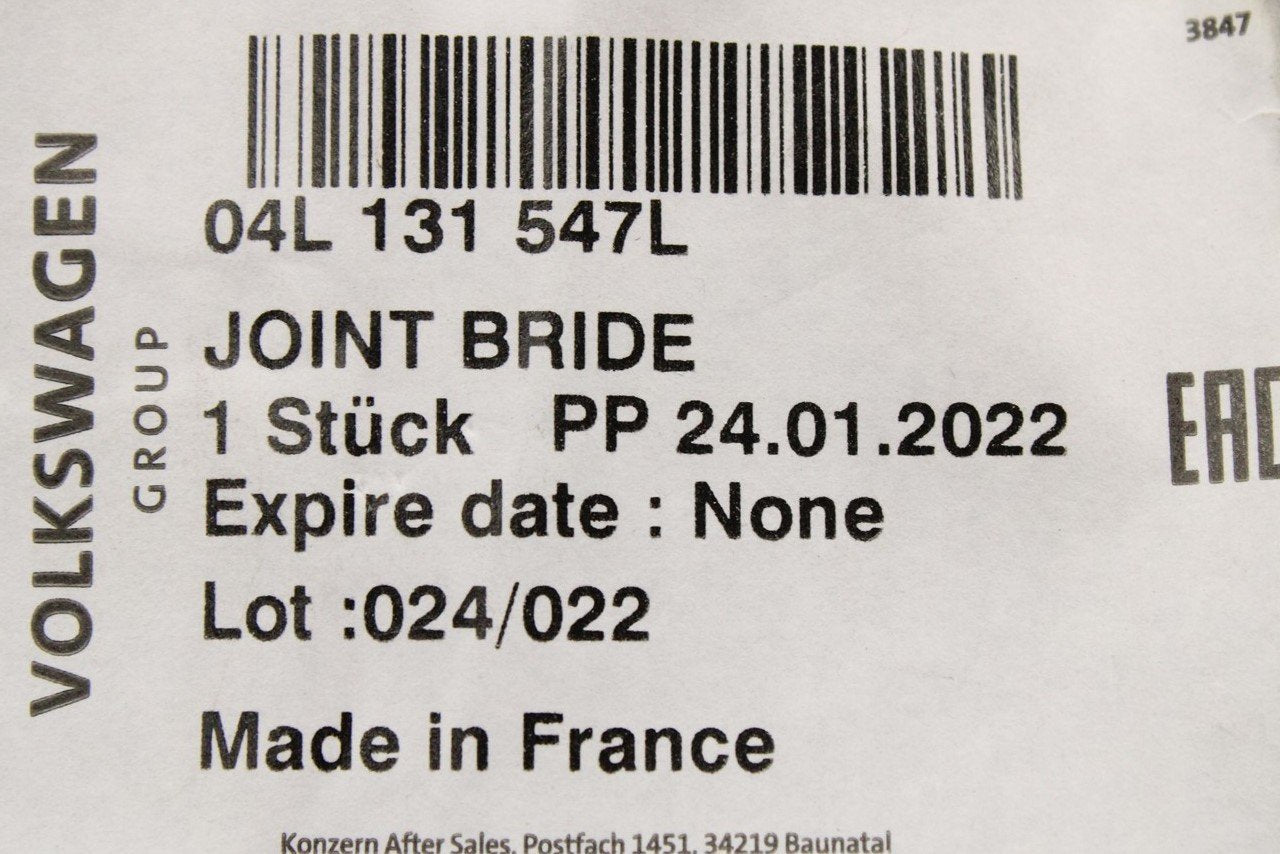 3847
VOLKSWAGEN
GROUP
04L 131 547L
JOINT BRIDE
1 Stück PP 24.01.2022
Expire date : None
Lot :024/022
Made in France
EAC
Konzern After Sales, Postfach 1451, 34219 Baunatal